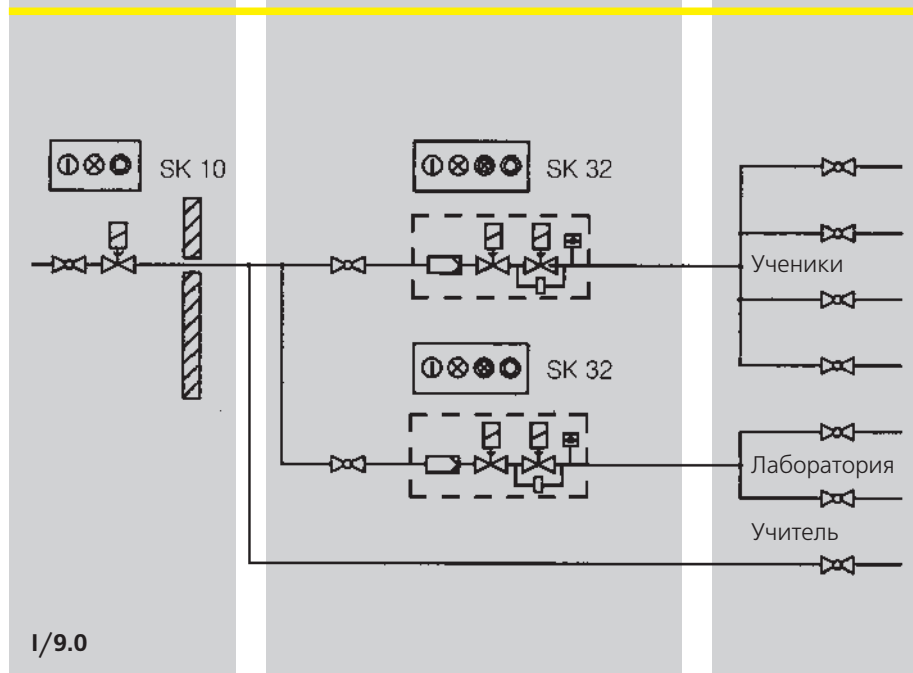 SK 10
SK 32
Ученики
SK 32
Лаборатория
Учитель
I/9.0